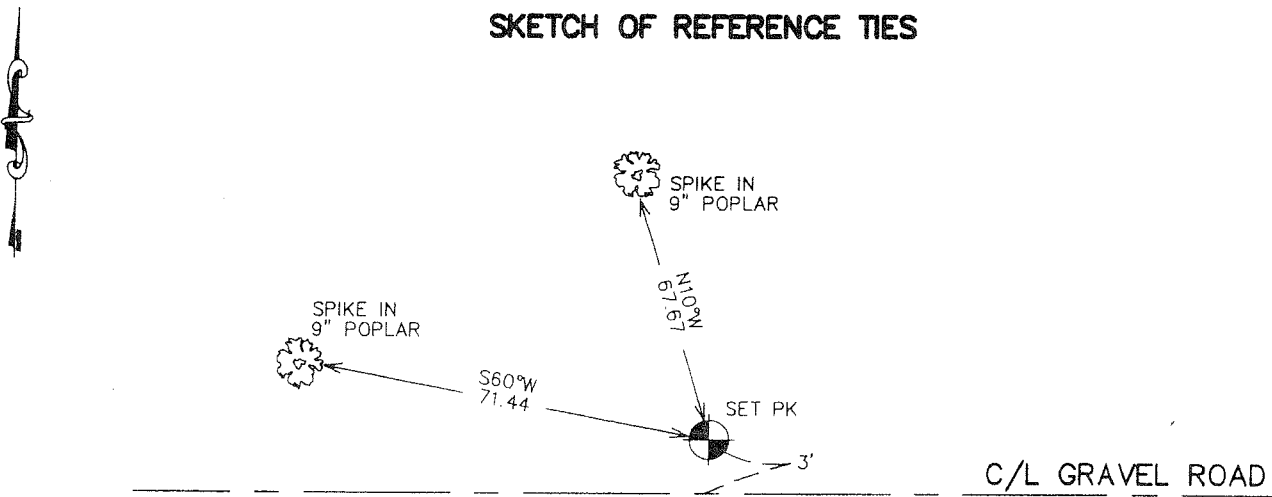 SKETCH OF REFERENCE TIES
SPIKE IN
9" POPLAR
N10°W
67.67
SPIKE IN
9" POPLAR
S60°W
71.44
SET PK
3'
C/L GRAVEL ROAD